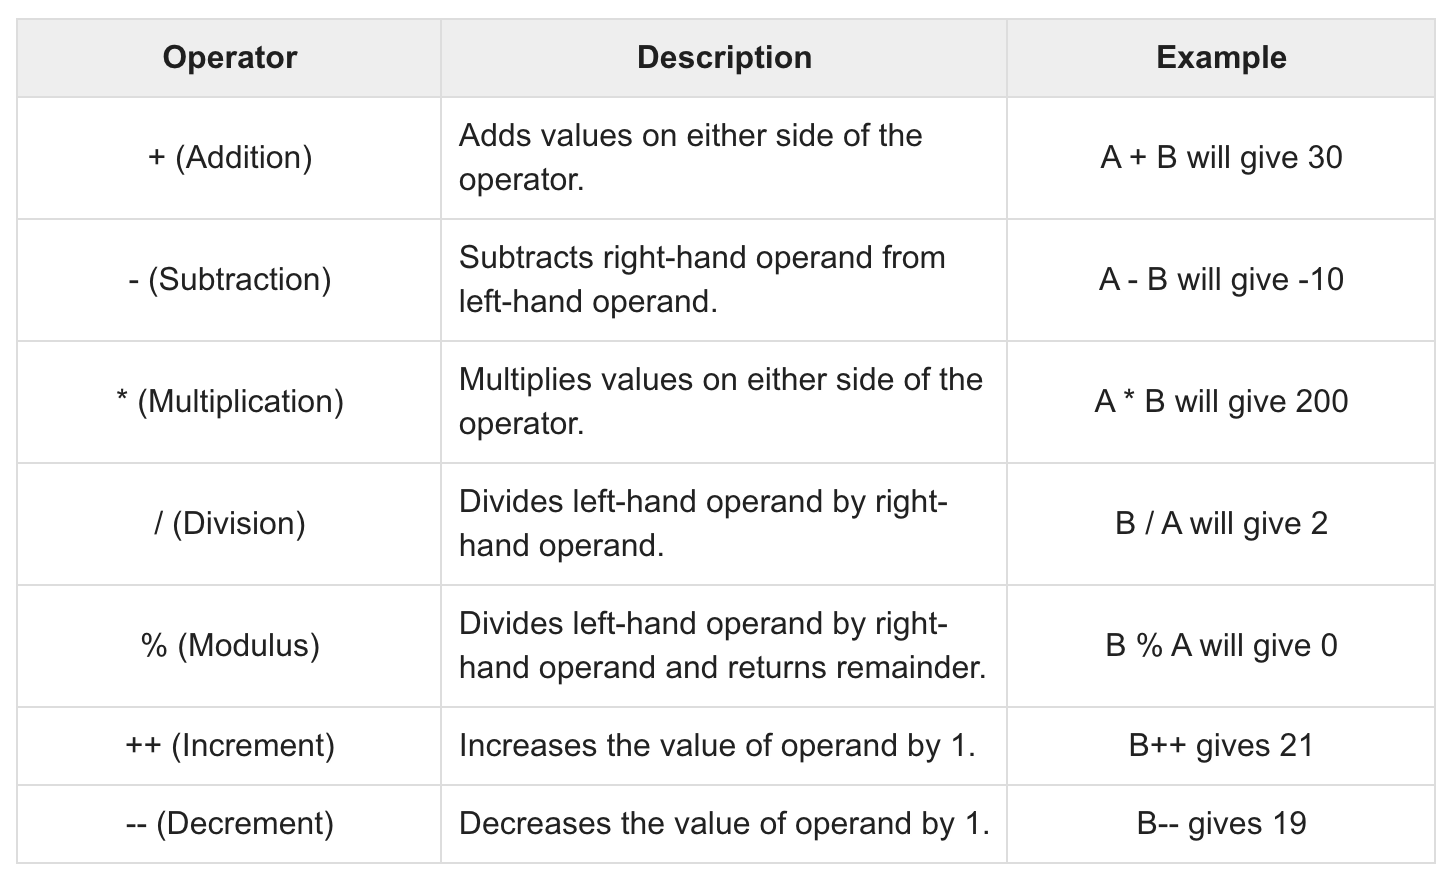 Operator
Description
Example
+ (Addition)
Adds values on either side of the
operator.
A + B will give 30
- (Subtraction)
Subtracts right-hand operand from
left-hand operand.
A - B will give -10
* (Multiplication)
Multiplies values on either side of the
operator.
A * B will give 200
/ (Division)
Divides left-hand operand by right-
hand operand.
B / A will give 2
% (Modulus)
Divides left-hand operand by right-
hand operand and returns remainder.
B % A will give 0
++ (Increment)
Increases the value of operand by 1.
B++ gives 21
-- (Decrement)
Decreases the value of operand by 1.
B-- gives 19